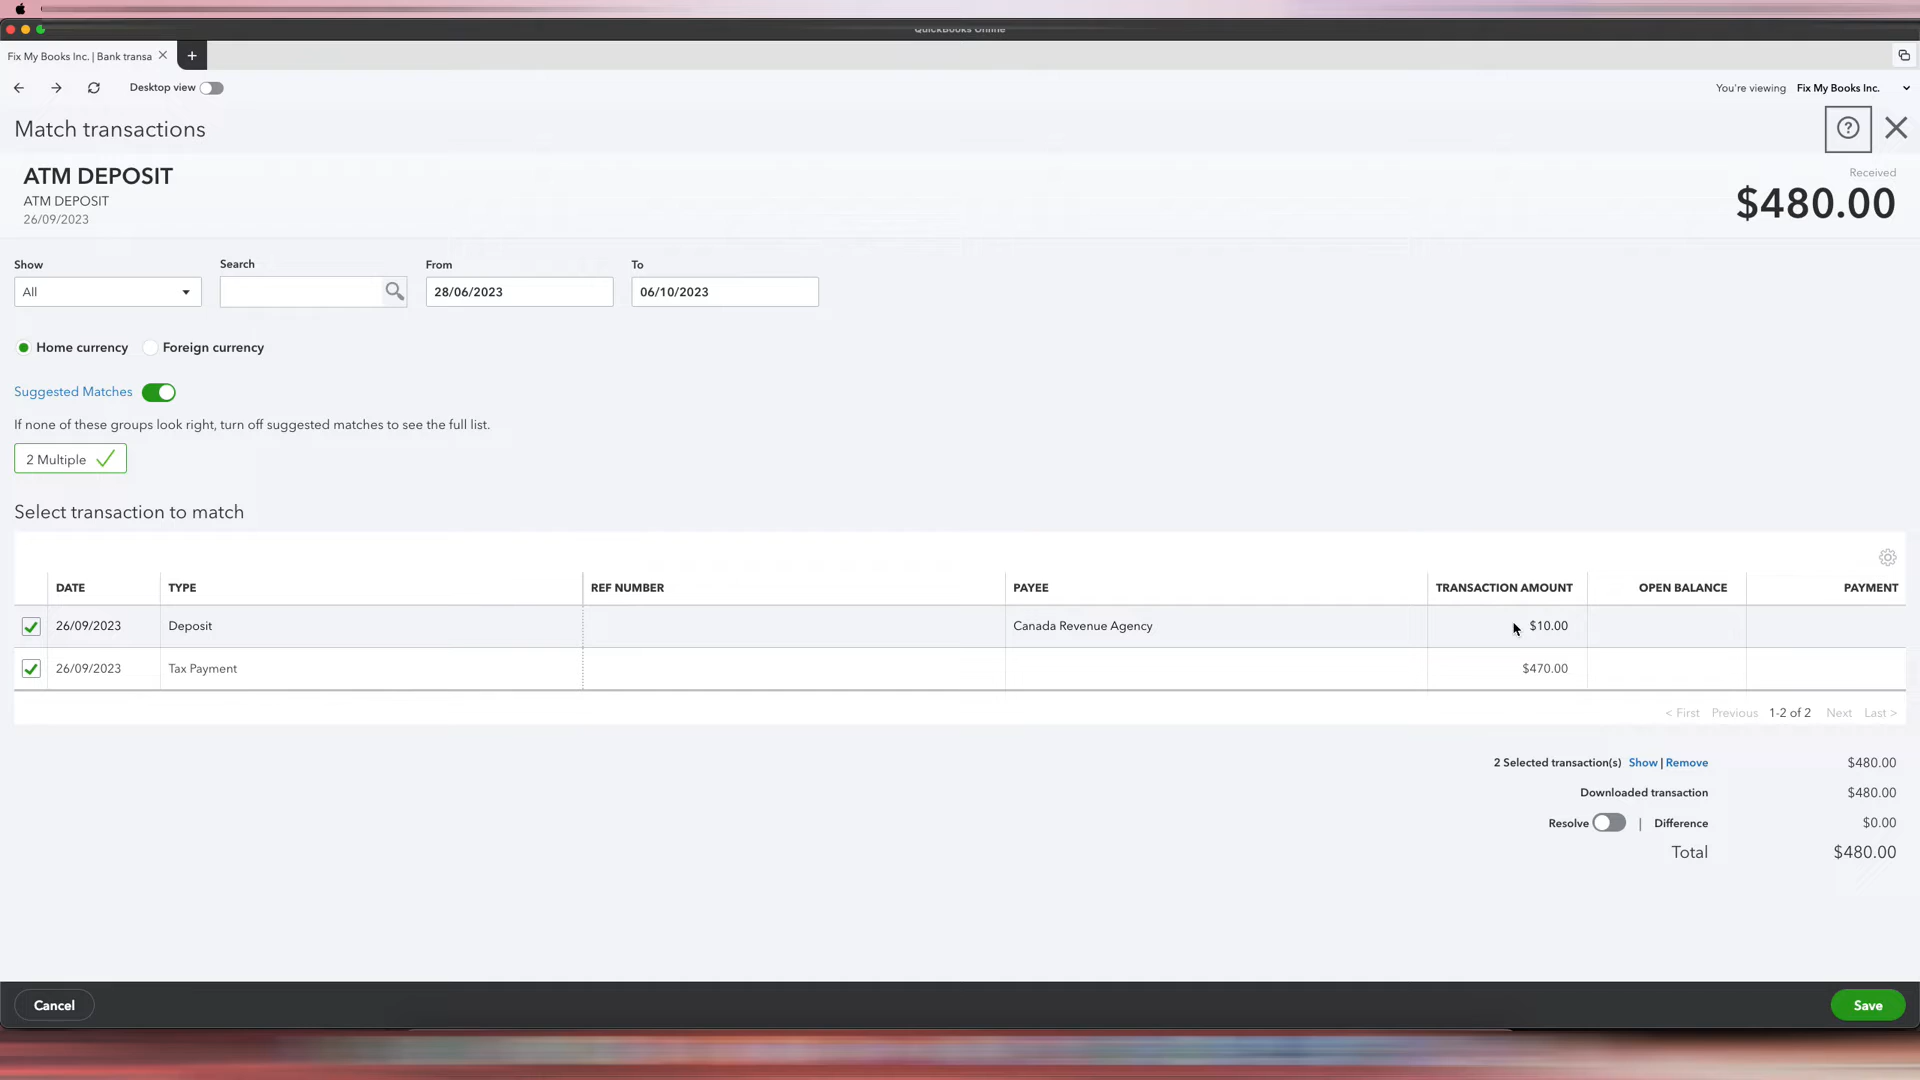 QuickBooks Online
Fix My Books Inc. | Bank transa
Desktop view
You're viewing Fix My Books Inc.
Match transactions
ATM DEPOSIT
ATM DEPOSIT
26/09/2023
Received
$480.00
Show Search From To
All 28/06/2023 06/10/2023
Home currency Foreign currency
Suggested Matches
If none of these groups look right, turn off suggested matches to see the full list.
2 Multiple
Select transaction to match
DATE TYPE REF NUMBER PAYEE TRANSACTION AMOUNT OPEN BALANCE PAYMENT
26/09/2023 Deposit Canada Revenue Agency $10.00
26/09/2023 Tax Payment $470.00
< First Previous 1-2 of 2 Next Last >
2 Selected transaction(s) Show | Remove $480.00
Downloaded transaction $480.00
Resolve | Difference $0.00
Total $480.00
Cancel Save